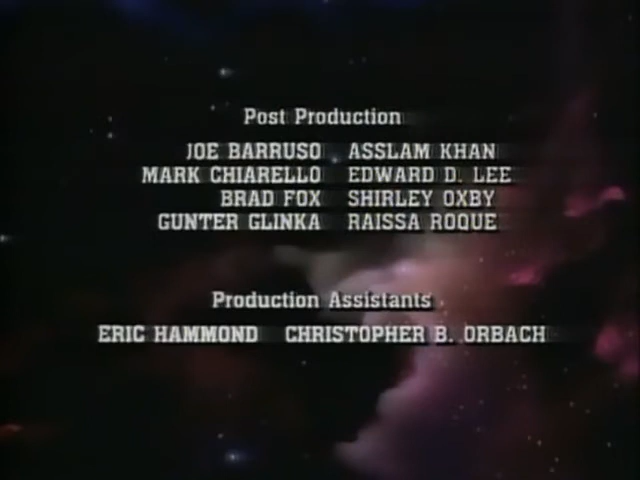 Post Production
JOE BARRUSO ASSLAM KHAN
MARK CHIARELLO EDWARD D. LEE
BRAD FOX SHIRLEY OXBY
GUNTER GLINKA RAISSA ROQUE
Production Assistants
ERIC HAMMOND CHRISTOPHER B. ORBACH